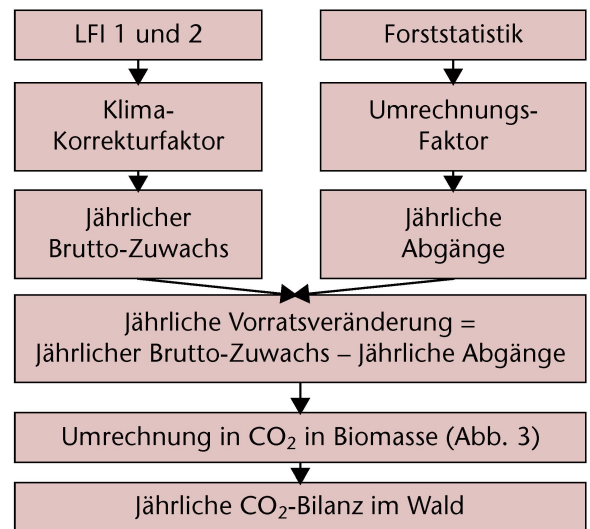 LFI 1 und 2
Forststatistik
Klima-
Korrekturfaktor
Umrechnungs-
Faktor
Jährlicher
Brutto-Zuwachs
Jährliche
Abgänge
Jährliche Vorratsveränderung =
Jährlicher Brutto-Zuwachs – Jährliche Abgänge
Umrechnung in CO₂ in Biomasse (Abb. 3)
Jährliche CO₂-Bilanz im Wald